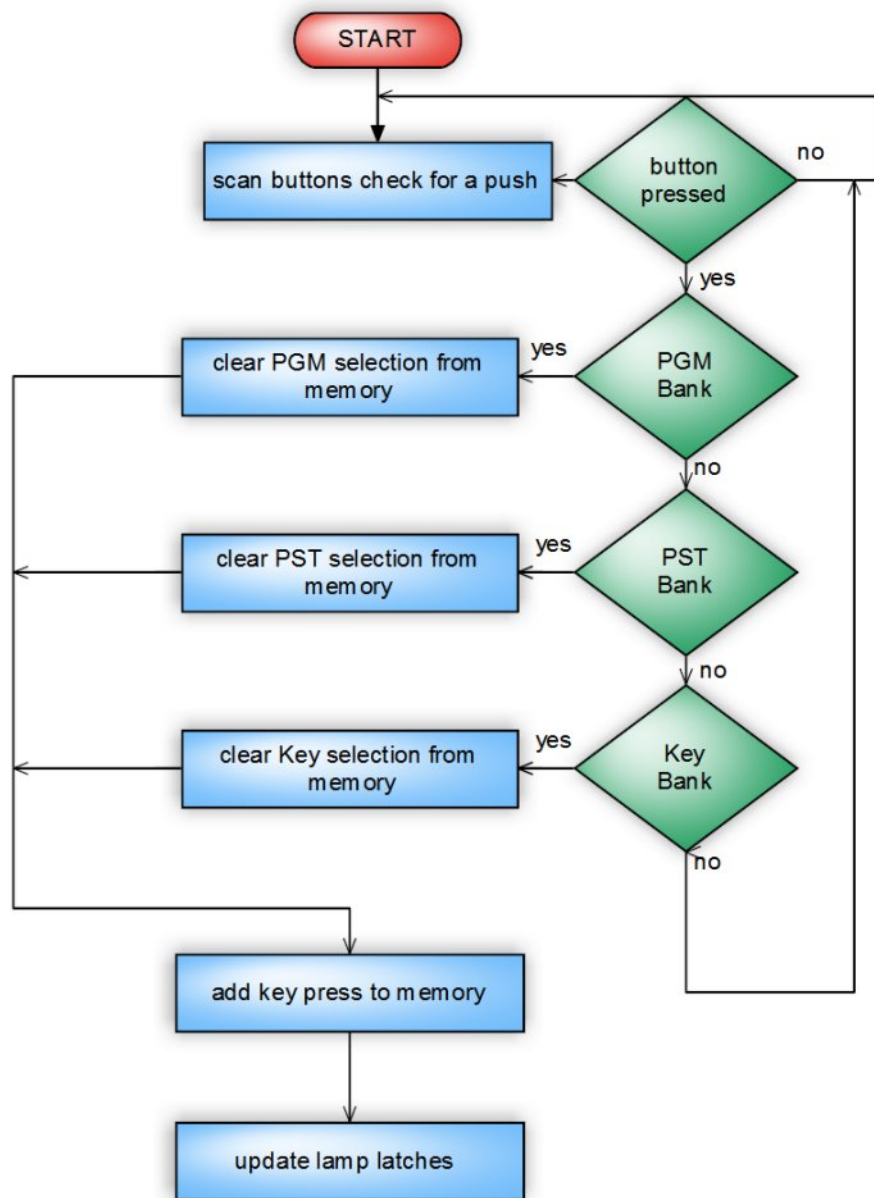 START
scan buttons check for a push
button
pressed
no
yes
clear PGM selection from
memory
yes
PGM
Bank
no
clear PST selection from
memory
yes
PST
Bank
no
clear Key selection from
memory
yes
Key
Bank
no
add key press to memory
update lamp latches